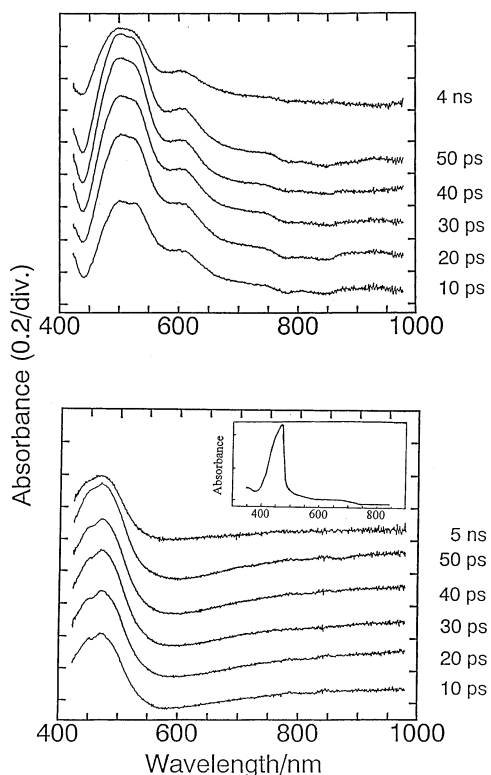 4 ns
50 ps
40 ps
30 ps
20 ps
10 ps
400 600 800 1000
Absorbance (0.2/div.)
Absorbance
400 600 800
5 ns
50 ps
40 ps
30 ps
20 ps
10 ps
400 600 800 1000
Wavelength/nm